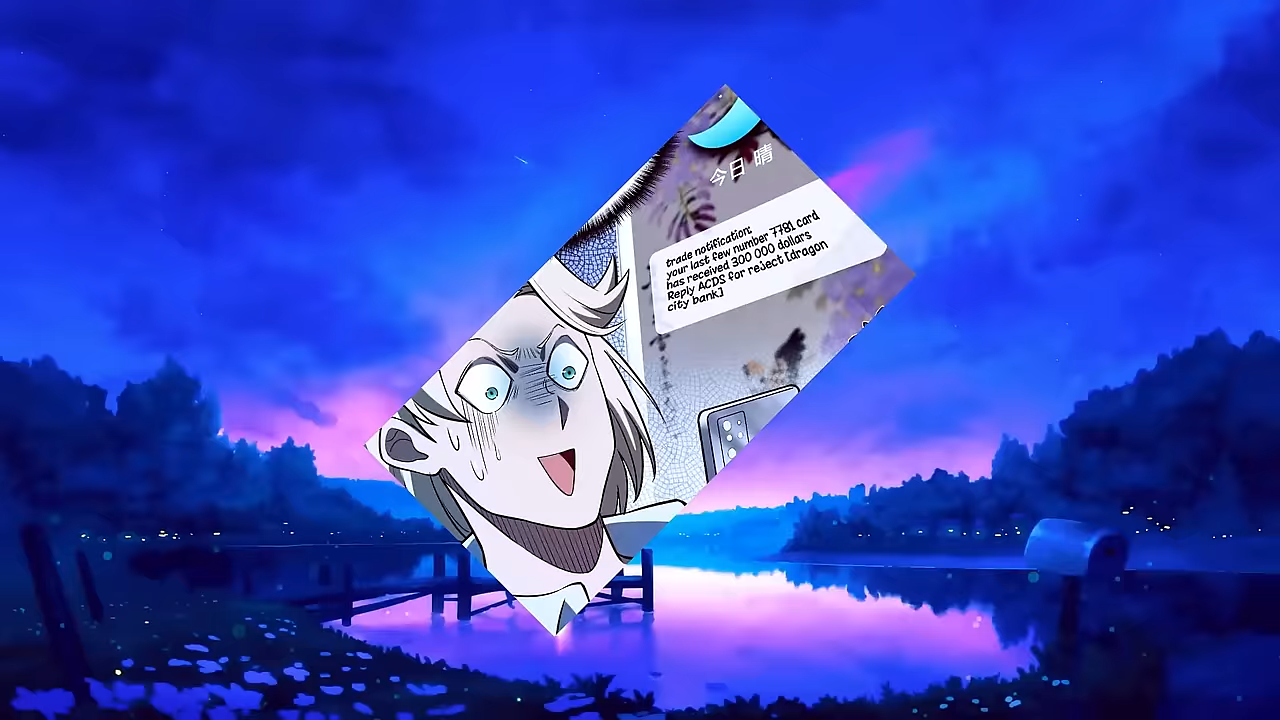 今日 晴
trade notification:
your last few number 7781 card
has received 300 000 dollars
Reply ACDS for reject [dragon
city bank]